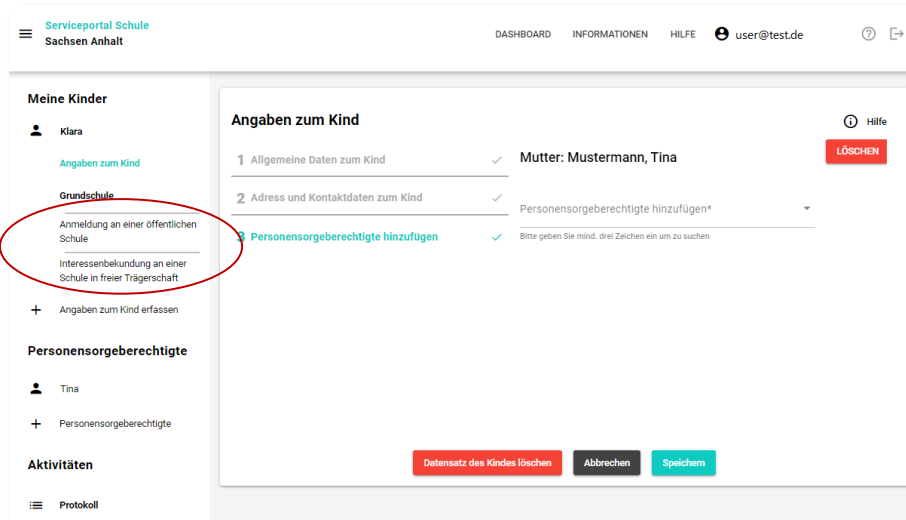 Serviceportal Schule
Sachsen Anhalt
DASHBOARD INFORMATIONEN HILFE user@test.de
Meine Kinder
Klara
Angaben zum Kind
Grundschule
Anmeldung an einer öffentlichen
Schule
Interessenbekundung an einer
Schule in freier Trägerschaft
Angaben zum Kind erfassen
Personensorgeberechtigte
Tina
Personensorgeberechtigte
Aktivitäten
Protokoll
Angaben zum Kind
Hilfe
1 Allgemeine Daten zum Kind
2 Adress und Kontaktdaten zum Kind
3 Personensorgeberechtigte hinzufügen
Mutter: Mustermann, Tina
LÖSCHEN
Personensorgeberechtigte hinzufügen*
Bitte geben Sie mind. drei Zeichen ein um zu suchen
Datensatz des Kindes löschen Abbrechen Speichern